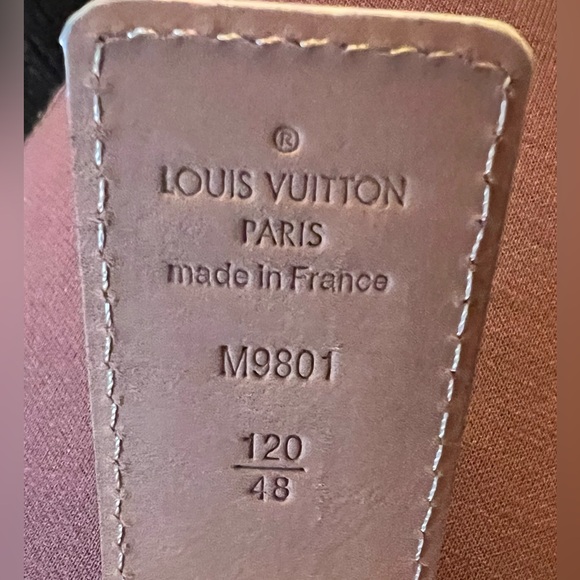 ®
LOUIS VUITTON
PARIS
made in France
M9801
120
48